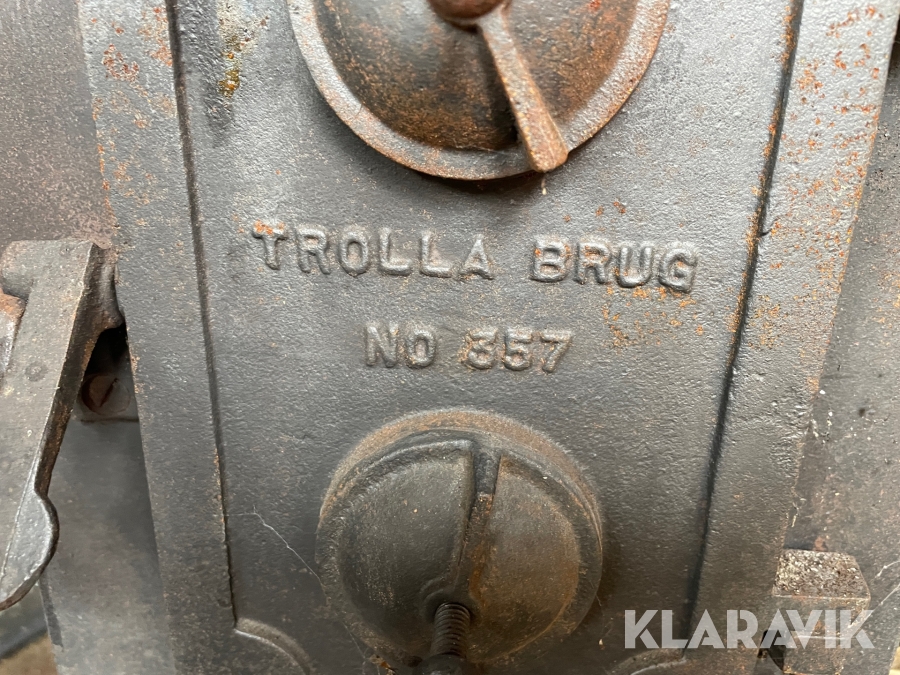 TROLLA BRUG
NO 357
KLARAVIK